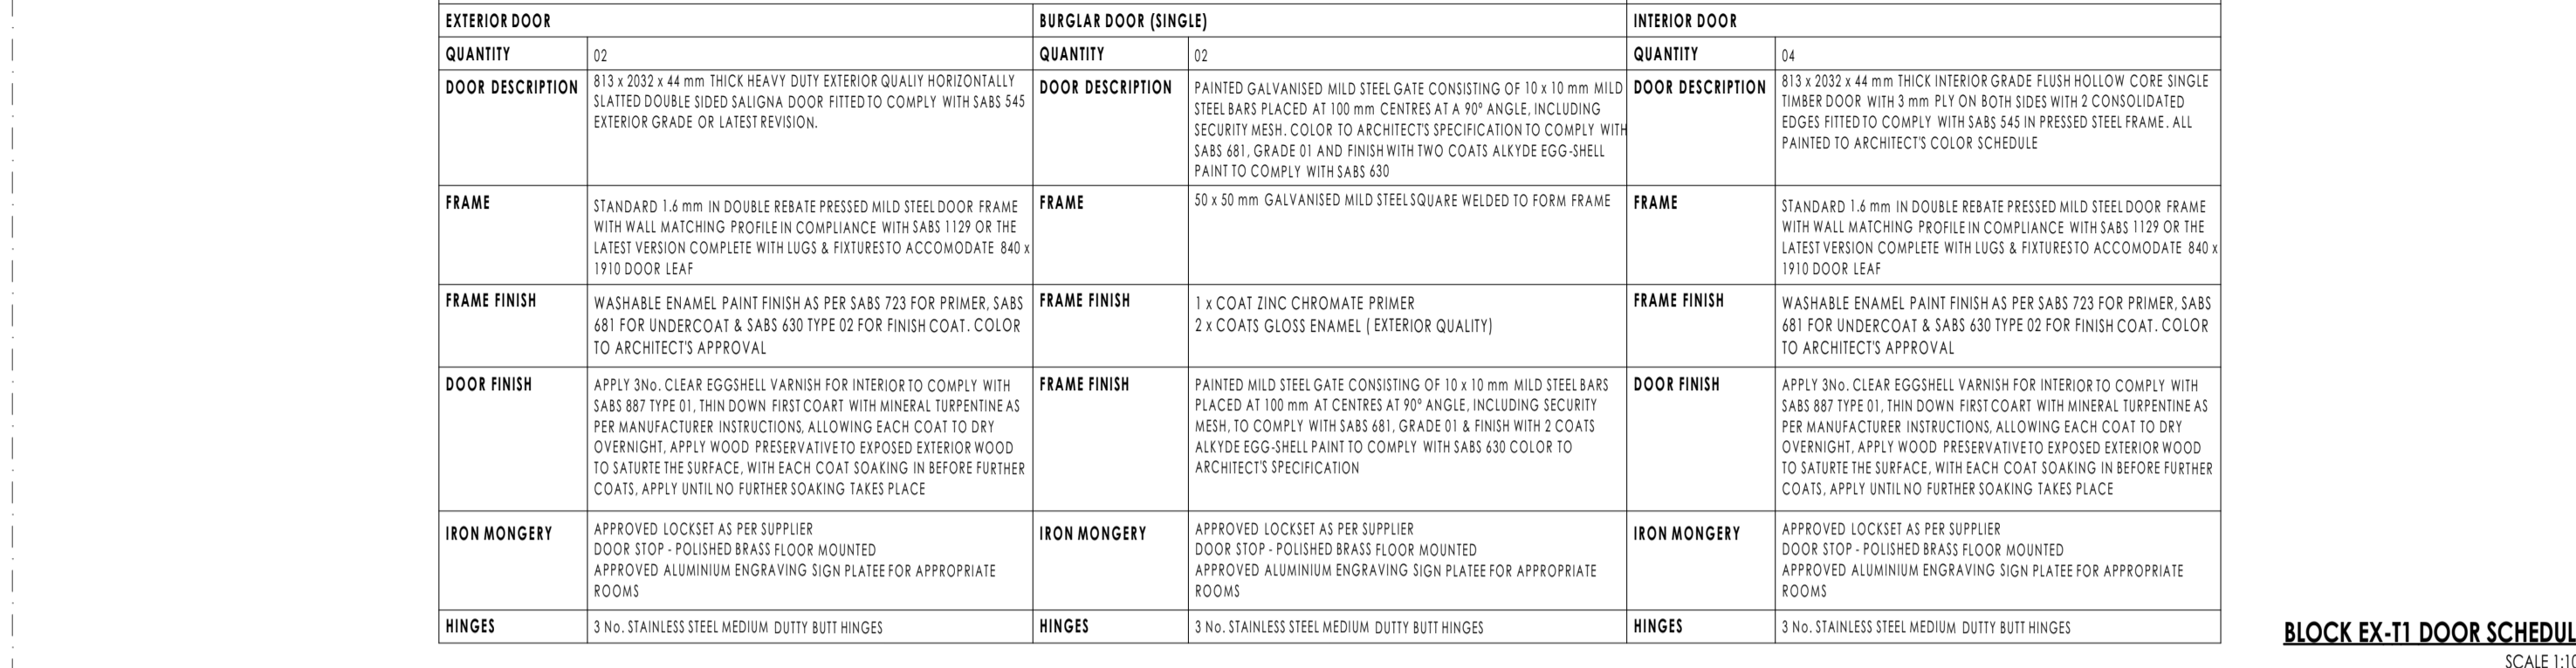 EXTERIOR DOOR
QUANTITY
02
DOOR DESCRIPTION
813 x 2032 x 44 mm THICK HEAVY DUTY EXTERIOR QUALIY HORIZONTALLY
SLATTED DOUBLE SIDED SALIGNA DOOR FITTED TO COMPLY WITH SABS 545
EXTERIOR GRADE OR LATEST REVISION.
FRAME
STANDARD 1.6 mm IN DOUBLE REBATE PRESSED MILD STEEL DOOR FRAME
WITH WALL MATCHING PROFILE IN COMPLIANCE WITH SABS 1129 OR THE
LATEST VERSION COMPLETE WITH LUGS & FIXTURES TO ACCOMODATE 840 x
1910 DOOR LEAF
FRAME FINISH
WASHABLE ENAMEL PAINT FINISH AS PER SABS 723 FOR PRIMER, SABS
681 FOR UNDERCOAT & SABS 630 TYPE 02 FOR FINISH COAT. COLOR
TO ARCHITECT'S APPROVAL
DOOR FINISH
APPLY 3No. CLEAR EGGSHELL VARNISH FOR INTERIOR TO COMPLY WITH
SABS 887 TYPE 01, THIN DOWN FIRST COART WITH MINERAL TURPENTINE AS
PER MANUFACTURER INSTRUCTIONS, ALLOWING EACH COAT TO DRY
OVERNIGHT, APPLY WOOD PRESERVATIVE TO EXPOSED EXTERIOR WOOD
TO SATURTE THE SURFACE, WITH EACH COAT SOAKING IN BEFORE FURTHER
COATS, APPLY UNTIL NO FURTHER SOAKING TAKES PLACE
IRON MONGERY
APPROVED LOCKSET AS PER SUPPLIER
DOOR STOP - POLISHED BRASS FLOOR MOUNTED
APPROVED ALUMINIUM ENGRAVING SIGN PLATEE FOR APPROPRIATE
ROOMS
HINGES
3 No. STAINLESS STEEL MEDIUM DUTTY BUTT HINGES
BURGLAR DOOR (SINGLE)
QUANTITY
02
DOOR DESCRIPTION
PAINTED GALVANISED MILD STEEL GATE CONSISTING OF 10 x 10 mm MILD
STEEL BARS PLACED AT 100 mm CENTRES AT A 90º ANGLE, INCLUDING
SECURITY MESH. COLOR TO ARCHITECT'S SPECIFICATION TO COMPLY WITH
SABS 681, GRADE 01 AND FINISH WITH TWO COATS ALKYDE EGG-SHELL
PAINT TO COMPLY WITH SABS 630
FRAME
50 x 50 mm GALVANISED MILD STEEL SQUARE WELDED TO FORM FRAME
FRAME FINISH
1 x COAT ZINC CHROMATE PRIMER
2 x COATS GLOSS ENAMEL ( EXTERIOR QUALITY)
FRAME FINISH
PAINTED MILD STEEL GATE CONSISTING OF 10 x 10 mm MILD STEEL BARS
PLACED AT 100 mm AT CENTRES AT 90º ANGLE, INCLUDING SECURITY
MESH, TO COMPLY WITH SABS 681, GRADE 01 & FINISH WITH 2 COATS
ALKYDE EGG-SHELL PAINT TO COMPLY WITH SABS 630 COLOR TO
ARCHITECT'S SPECIFICATION
IRON MONGERY
APPROVED LOCKSET AS PER SUPPLIER
DOOR STOP - POLISHED BRASS FLOOR MOUNTED
APPROVED ALUMINIUM ENGRAVING SIGN PLATEE FOR APPROPRIATE
ROOMS
HINGES
3 No. STAINLESS STEEL MEDIUM DUTTY BUTT HINGES
INTERIOR DOOR
QUANTITY
04
DOOR DESCRIPTION
813 x 2032 x 44 mm THICK INTERIOR GRADE FLUSH HOLLOW CORE SINGLE
TIMBER DOOR WITH 3 mm PLY ON BOTH SIDES WITH 2 CONSOLIDATED
EDGES FITTED TO COMPLY WITH SABS 545 IN PRESSED STEEL FRAME. ALL
PAINTED TO ARCHITECT'S COLOR SCHEDULE
FRAME
STANDARD 1.6 mm IN DOUBLE REBATE PRESSED MILD STEEL DOOR FRAME
WITH WALL MATCHING PROFILE IN COMPLIANCE WITH SABS 1129 OR THE
LATEST VERSION COMPLETE WITH LUGS & FIXTURES TO ACCOMODATE 840 x
1910 DOOR LEAF
FRAME FINISH
WASHABLE ENAMEL PAINT FINISH AS PER SABS 723 FOR PRIMER, SABS
681 FOR UNDERCOAT & SABS 630 TYPE 02 FOR FINISH COAT. COLOR
TO ARCHITECT'S APPROVAL
DOOR FINISH
APPLY 3No. CLEAR EGGSHELL VARNISH FOR INTERIOR TO COMPLY WITH
SABS 887 TYPE 01, THIN DOWN FIRST COART WITH MINERAL TURPENTINE AS
PER MANUFACTURER INSTRUCTIONS, ALLOWING EACH COAT TO DRY
OVERNIGHT, APPLY WOOD PRESERVATIVE TO EXPOSED EXTERIOR WOOD
TO SATURTE THE SURFACE, WITH EACH COAT SOAKING IN BEFORE FURTHER
COATS, APPLY UNTIL NO FURTHER SOAKING TAKES PLACE
IRON MONGERY
APPROVED LOCKSET AS PER SUPPLIER
DOOR STOP - POLISHED BRASS FLOOR MOUNTED
APPROVED ALUMINIUM ENGRAVING SIGN PLATEE FOR APPROPRIATE
ROOMS
HINGES
3 No. STAINLESS STEEL MEDIUM DUTTY BUTT HINGES
BLOCK EX-T1 DOOR SCHEDUL
SCALE 1:10